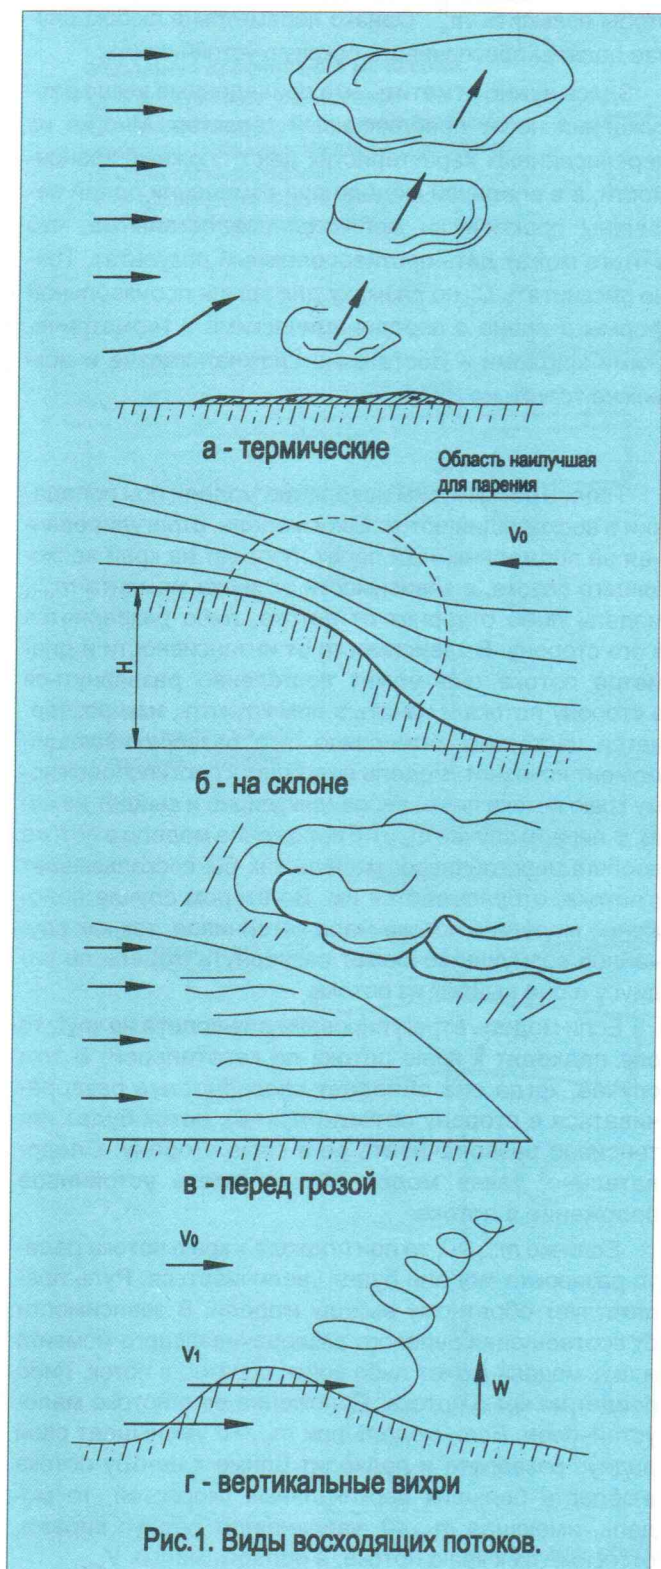 а - термические
Область наилучшая
для парения
V₀
H
б - на склоне
в - перед грозой
V₀
V₁
W
г - вертикальные вихри
Рис.1. Виды восходящих потоков.